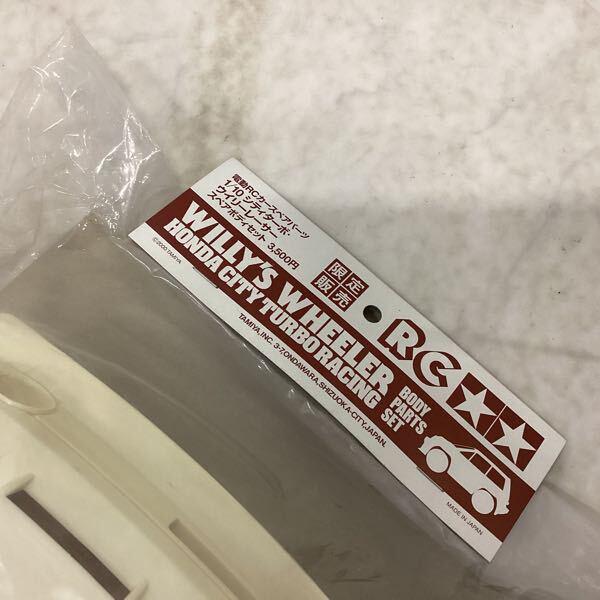 電動RCカースペアパーツ
1/10 シティターボ・
ウイリーレーサー
スペアボディセット 3,500円
©2000 TAMIYA
限定
販売
WILLY'S WHEELER
HONDA CITY TURBO RACING
BODY
PARTS
SET
RC
TAMIYA, INC. 3-7, ONDAWARA, SHIZUOKA-CITY, JAPAN.
MADE IN JAPAN